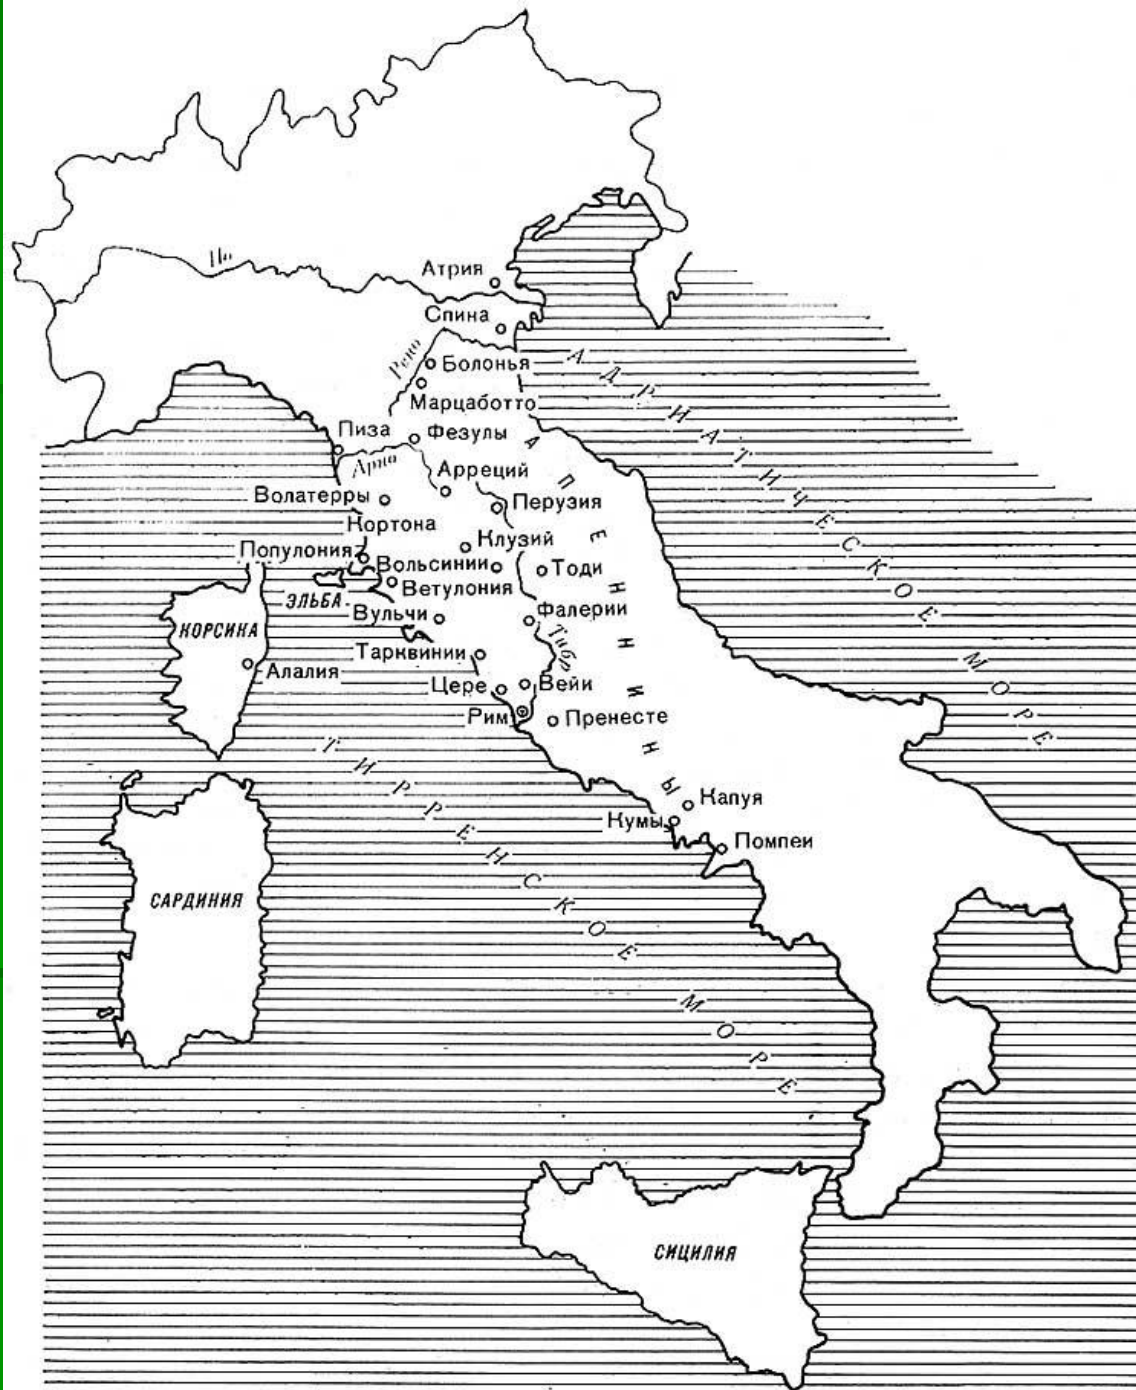 По
Атрия
Спина
Рено
Болонья
Марцаботто
Пиза
Фезулы
Арно
Арреций
Волатерры
Перузия
Кортона
Клузий
Популония
Вольсинии
Тоди
Ветулония
ЭЛЬБА
Вульчи
Фалерии
КОРСИКА
Тибр
Тарквинии
Алалия
Цере
Вейи
Рим
Пренесте
АПЕННИНЫ
АДРИАТИЧЕСКОЕ МОРЕ
ТИРРЕНСКОЕ МОРЕ
Капуя
Кумы
Помпеи
САРДИНИЯ
СИЦИЛИЯ